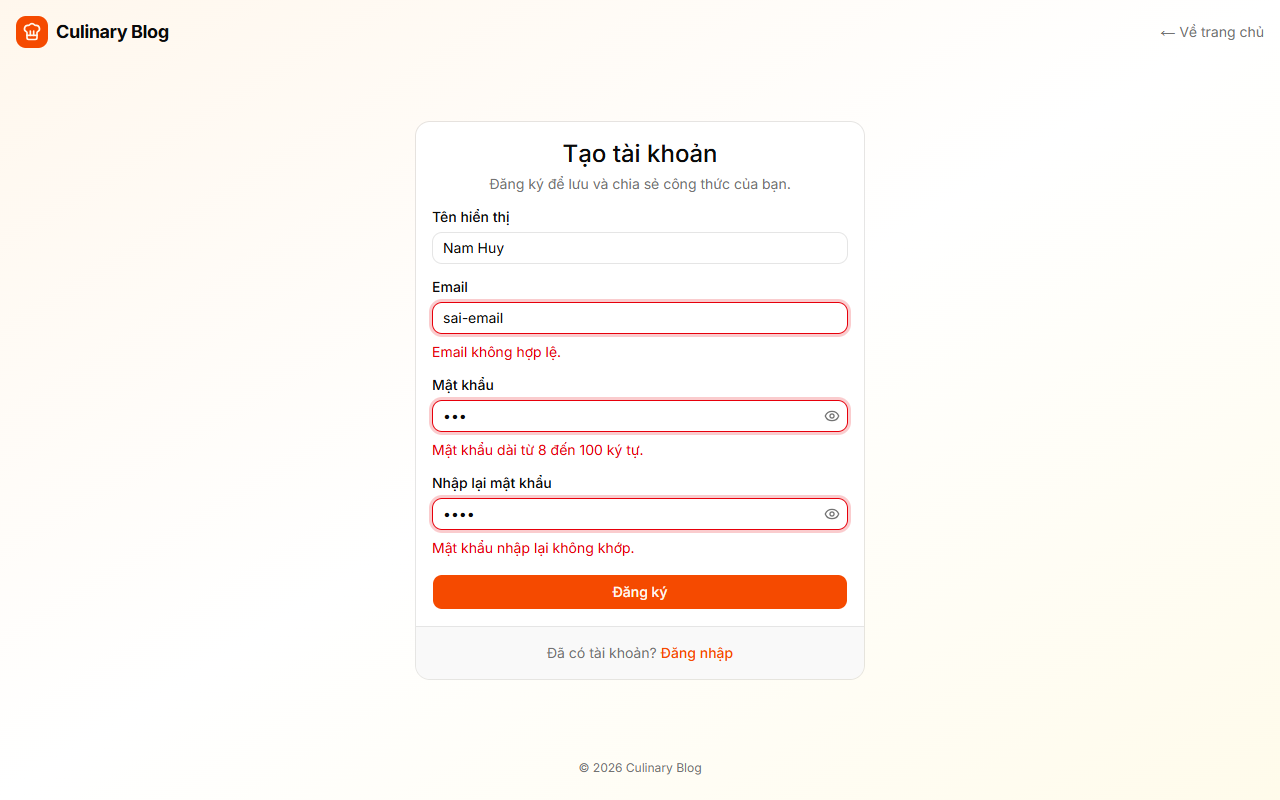 Culinary Blog
← Về trang chủ
Tạo tài khoản
Đăng ký để lưu và chia sẻ công thức của bạn.
Tên hiển thị
Nam Huy
Email
sai-email
Email không hợp lệ.
Mật khẩu
•••
Mật khẩu dài từ 8 đến 100 ký tự.
Nhập lại mật khẩu
••••
Mật khẩu nhập lại không khớp.
Đăng ký
Đã có tài khoản? Đăng nhập
© 2026 Culinary Blog